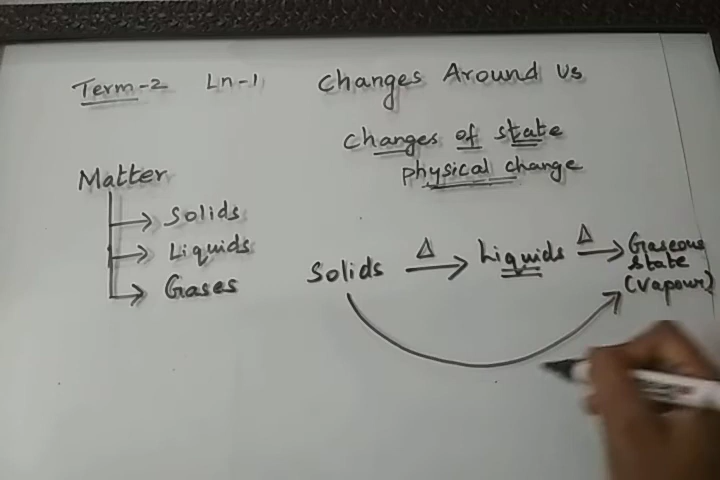 Term-2 Ln-1 Changes Around Us
Changes of state
physical change
Matter
Solids
Liquids
Gases
Solids Δ Liquids Δ Gaseous
state
(Vapour)